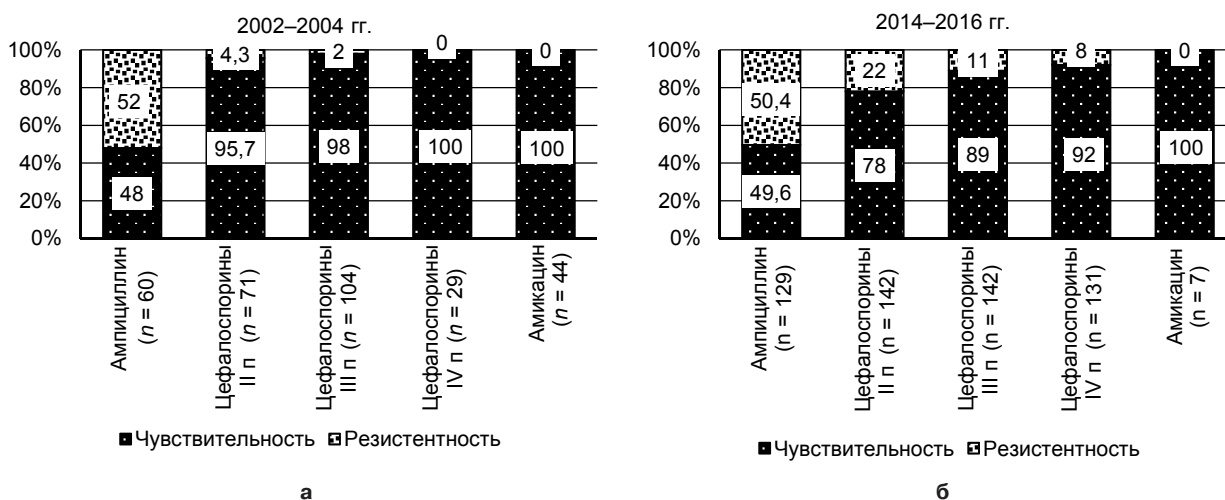 2002–2004 гг.
100%
80%
60%
40%
20%
0%
52
48
4,3
95,7
2
98
0
100
0
100
Ампициллин
(n = 60)
Цефалоспорины
II п (n = 71)
Цефалоспорины
III п (n = 104)
Цефалоспорины
IV п (n = 29)
Амикацин
(n = 44)
Чувствительность Резистентность
а
2014–2016 гг.
100%
80%
60%
40%
20%
0%
50,4
49,6
22
78
11
89
8
92
0
100
Ампициллин
(n = 129)
Цефалоспорины
II п (n = 142)
Цефалоспорины
III п (n = 142)
Цефалоспорины
IV п (n = 131)
Амикацин
(n = 7)
Чувствительность Резистентность
б